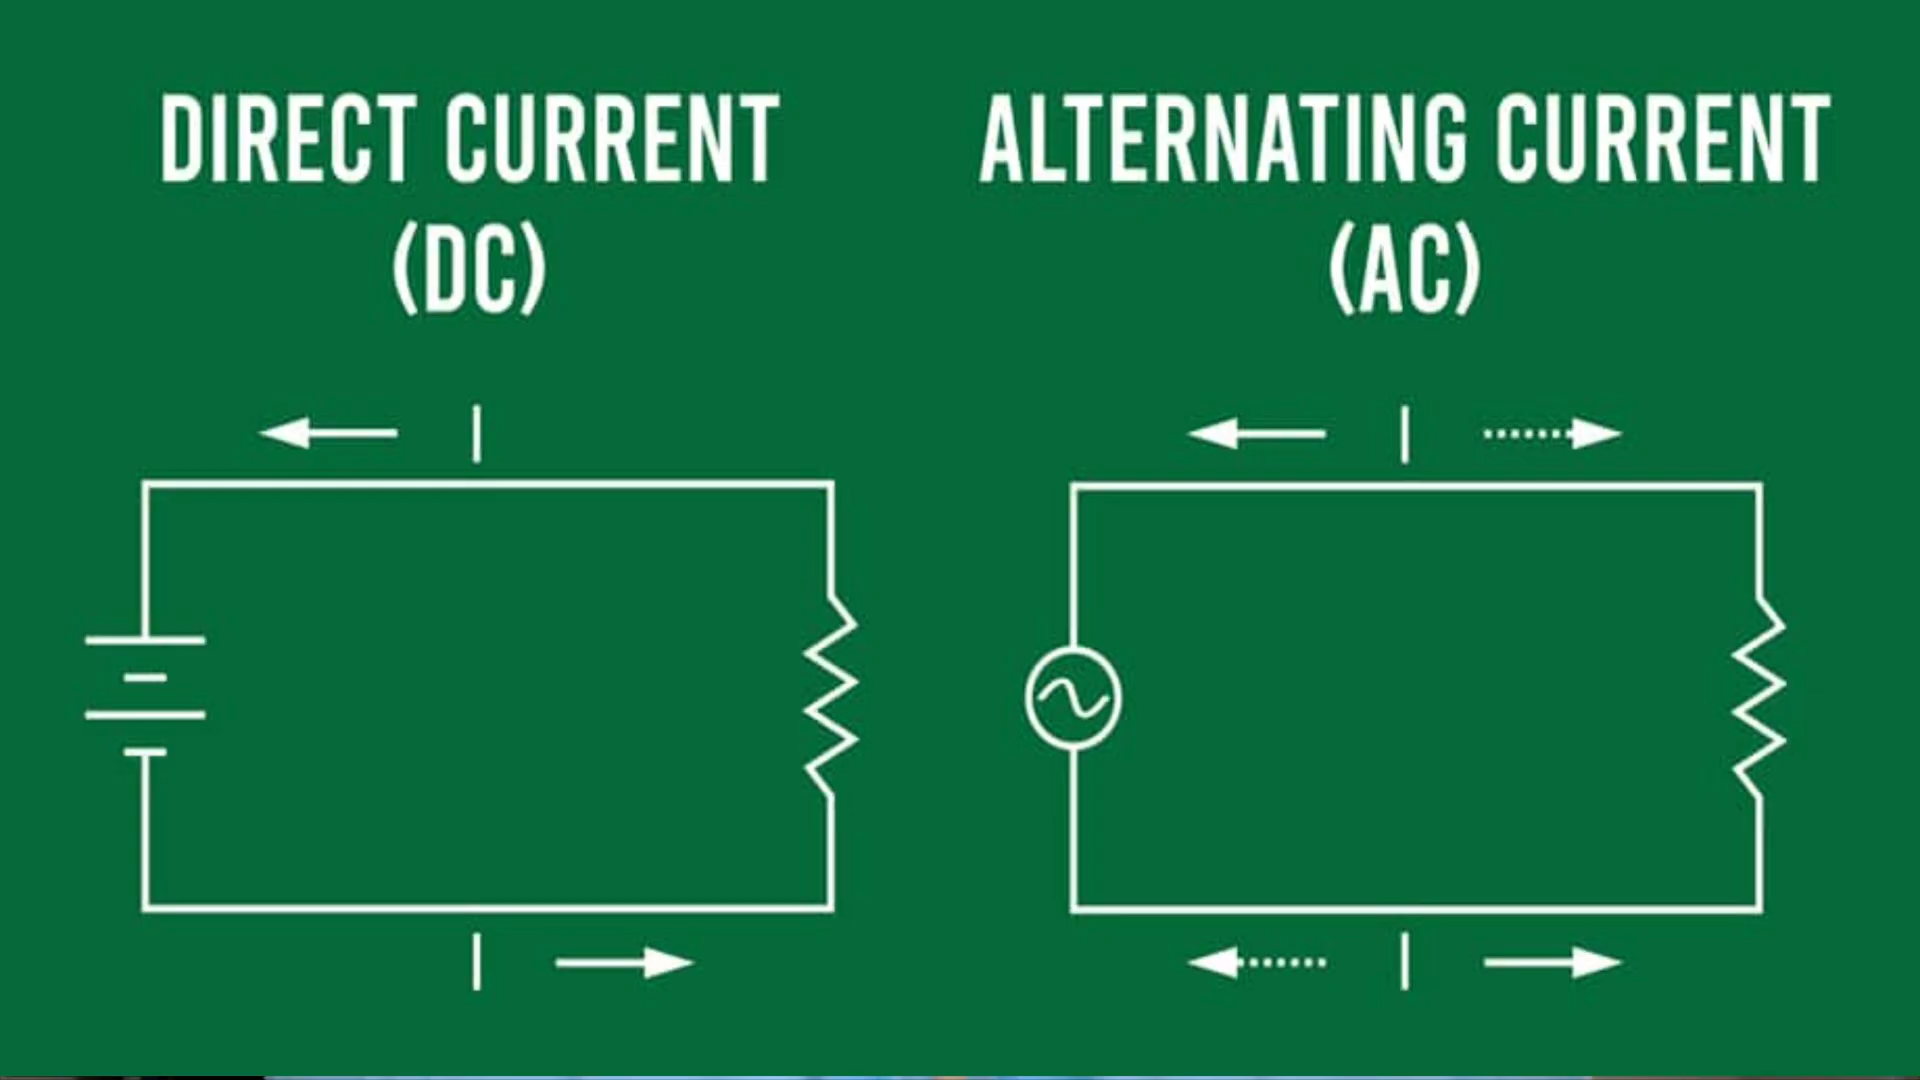 DIRECT CURRENT
(DC)
ALTERNATING CURRENT
(AC)
I
I
I
I